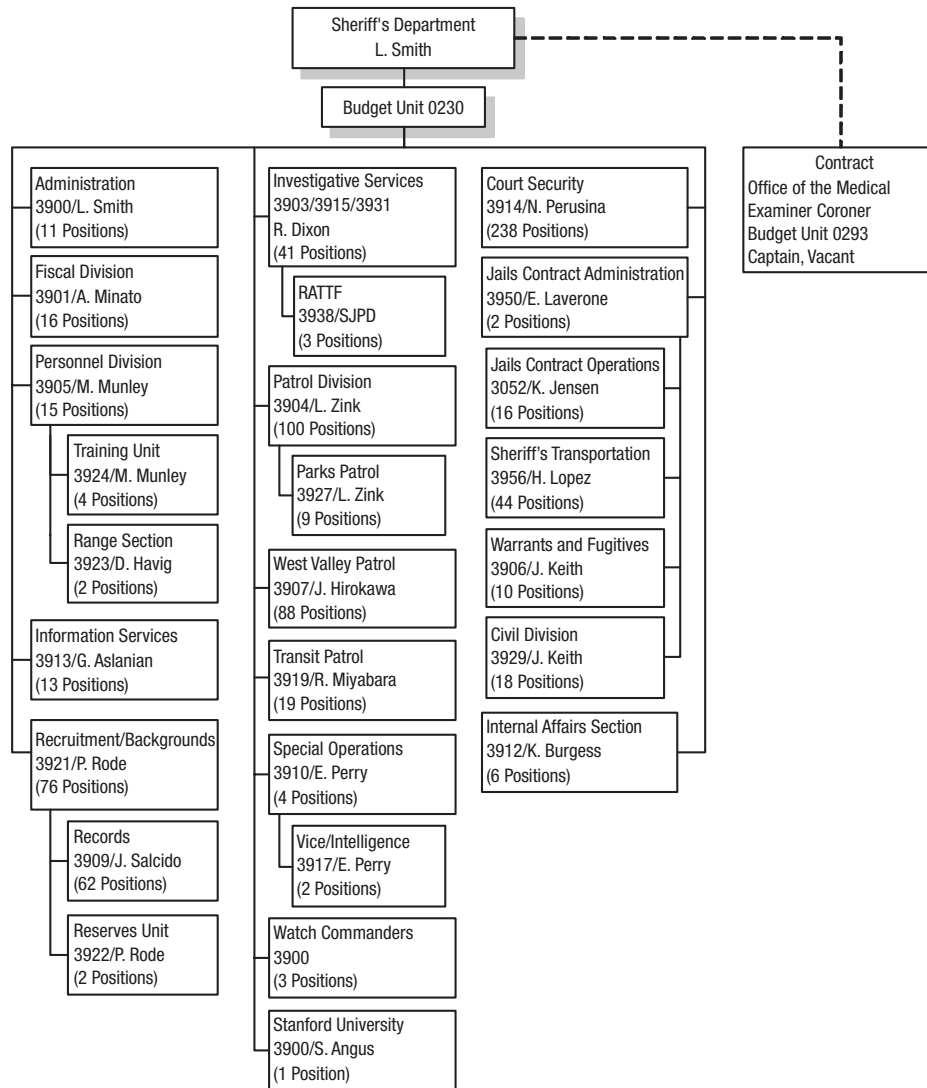 Sheriff's Department
L. Smith
Budget Unit 0230
Contract
Office of the Medical
Examiner Coroner
Budget Unit 0293
Captain, Vacant
Administration
3900/L. Smith
(11 Positions)
Fiscal Division
3901/A. Minato
(16 Positions)
Personnel Division
3905/M. Munley
(15 Positions)
Training Unit
3924/M. Munley
(4 Positions)
Range Section
3923/D. Havig
(2 Positions)
Information Services
3913/G. Aslanian
(13 Positions)
Recruitment/Backgrounds
3921/P. Rode
(76 Positions)
Records
3909/J. Salcido
(62 Positions)
Reserves Unit
3922/P. Rode
(2 Positions)
Investigative Services
3903/3915/3931
R. Dixon
(41 Positions)
RATTF
3938/SJPD
(3 Positions)
Patrol Division
3904/L. Zink
(100 Positions)
Parks Patrol
3927/L. Zink
(9 Positions)
West Valley Patrol
3907/J. Hirokawa
(88 Positions)
Transit Patrol
3919/R. Miyabara
(19 Positions)
Special Operations
3910/E. Perry
(4 Positions)
Vice/Intelligence
3917/E. Perry
(2 Positions)
Watch Commanders
3900
(3 Positions)
Stanford University
3900/S. Angus
(1 Position)
Court Security
3914/N. Perusina
(238 Positions)
Jails Contract Administration
3950/E. Laverone
(2 Positions)
Jails Contract Operations
3052/K. Jensen
(16 Positions)
Sheriff's Transportation
3956/H. Lopez
(44 Positions)
Warrants and Fugitives
3906/J. Keith
(10 Positions)
Civil Division
3929/J. Keith
(18 Positions)
Internal Affairs Section
3912/K. Burgess
(6 Positions)